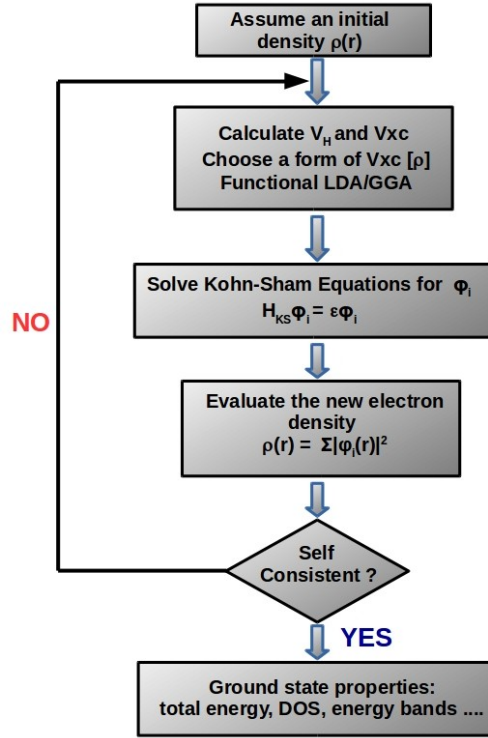 Assume an initial
density ρ(r)
Calculate V_H and Vxc
Choose a form of Vxc [ρ]
Functional LDA/GGA
Solve Kohn-Sham Equations for φ_i
H_KS φ_i = εφ_i
NO
Evaluate the new electron
density
ρ(r) = Σ|φ_i(r)|²
Self
Consistent ?
YES
Ground state properties:
total energy, DOS, energy bands ....